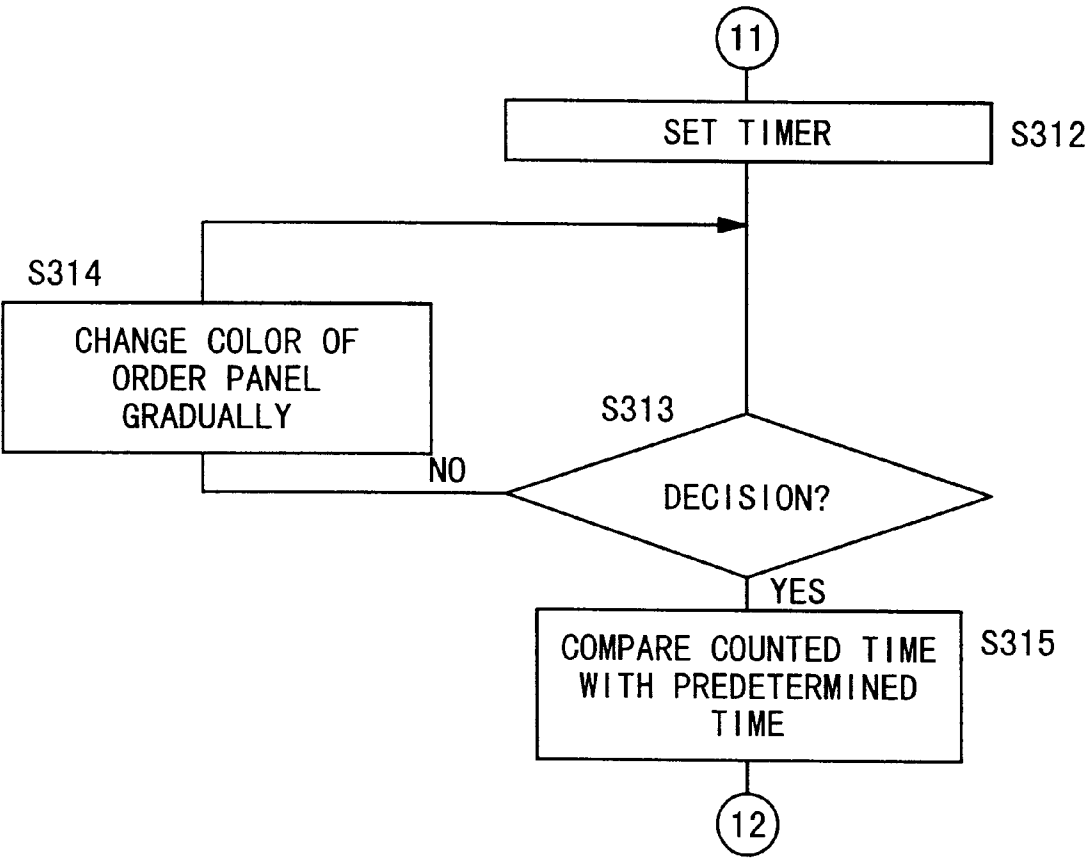 11
SET TIMER
S312
S314
CHANGE COLOR OF
ORDER PANEL
GRADUALLY
S313
NO
DECISION?
YES
COMPARE COUNTED TIME
WITH PREDETERMINED
TIME
S315
12